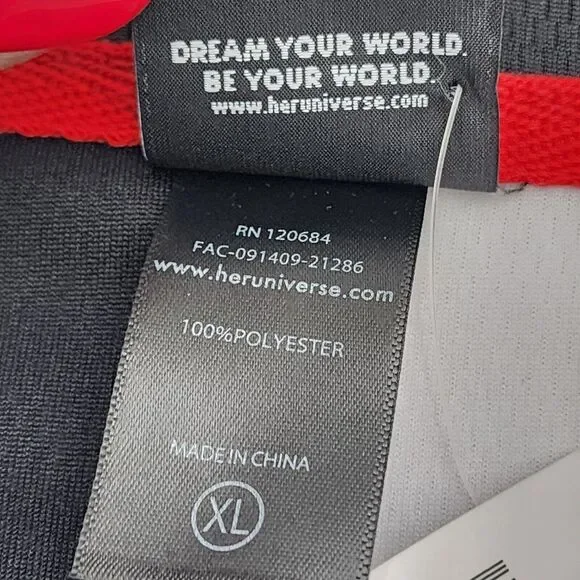 DREAM YOUR WORLD.
BE YOUR WORLD.
www.heruniverse.com
RN 120684
FAC-091409-21286
www.heruniverse.com
100%POLYESTER
MADE IN CHINA
XL